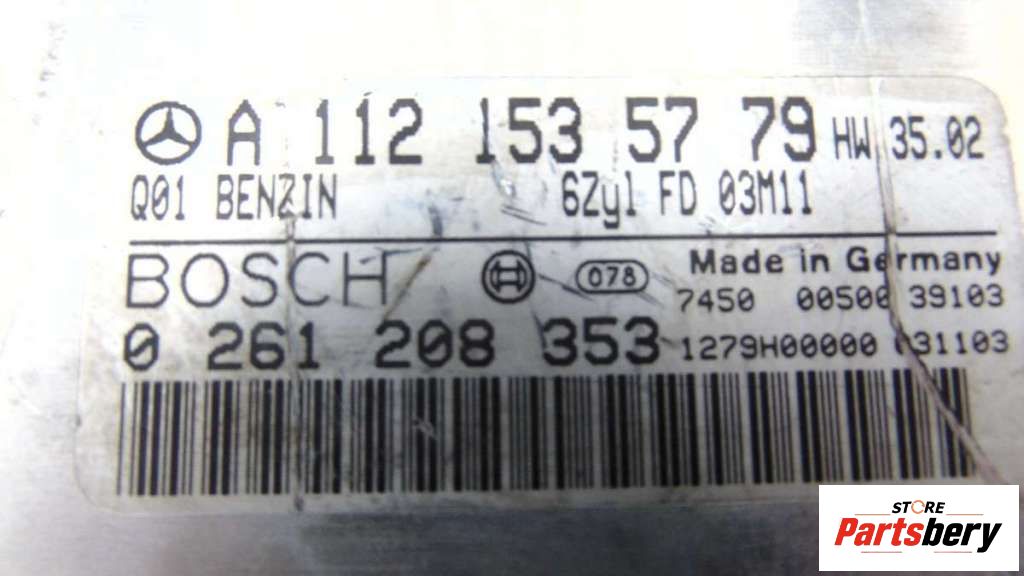 A 112 153 57 79 HW 35.02
Q01 BENZIN 6Zyl FD 03M11
BOSCH 078 Made in Germany
7450 00500 39103
0 261 208 353 1279H00000 031103
STORE
Partsbery